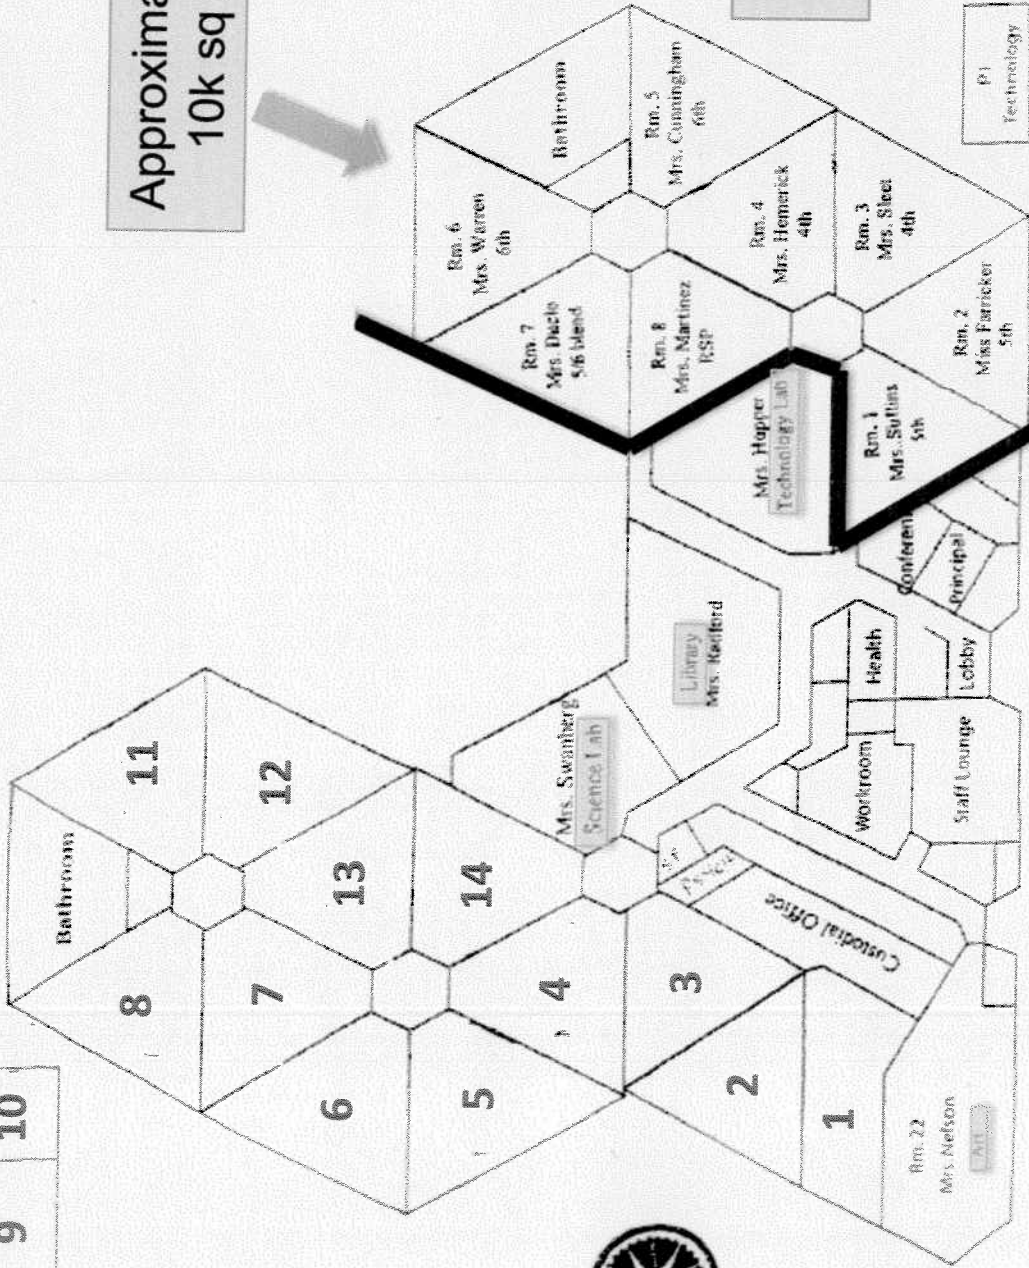 Approxima
10k sq
P1
Technology
Bathroom
Rm. 5
Mrs. Cunningham
6th
Rm. 6
Mrs. Warren
6th
Rm. 4
Mrs. Hemerick
4th
Rm. 3
Mrs. Sleet
4th
Rm. 7
Mrs.
5/6 blend
Rm. 8
Mrs. Martinez
RSP
Rm. 2
Miss Farricker
5th
Mrs. Hopper
Technology Lab
Rm. 1
Mrs. Sullins
5th
Conferen
Principal
Library
Mrs. Radford
Health
Lobby
Mrs. Swanberg
Science Lab
Workroom
Staff Lounge
11
12
Bathroom
13
14
Psych
Custodial Office
8
7
4
3
6
5
2
1
10
9
Rm. 22
Mrs Nelson
Art